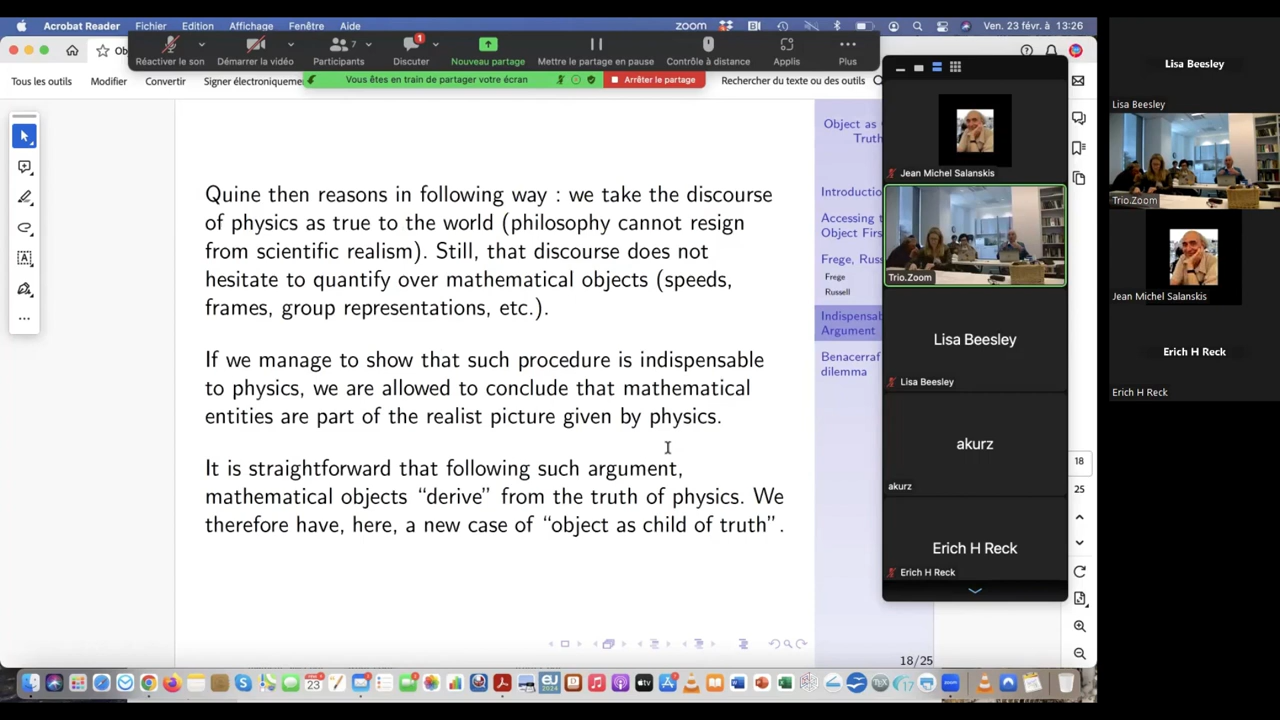 Acrobat Reader Fichier Edition Affichage Fenêtre Aide
zoom
Ven. 23 févr. à 13:26
Ob
Réactiver le son
Démarrer la vidéo
7
Participants
1
Discuter
Nouveau partage
Mettre le partage en pause
Contrôle à distance
Applis
Plus
Vous êtes en train de partager votre écran
Arrêter le partage
Tous les outils Modifier Convertir Signer électroniquement
Rechercher du texte ou des outils
Quine then reasons in following way : we take the discourse
of physics as true to the world (philosophy cannot resign
from scientific realism). Still, that discourse does not
hesitate to quantify over mathematical objects (speeds,
frames, group representations, etc.).
If we manage to show that such procedure is indispensable
to physics, we are allowed to conclude that mathematical
entities are part of the realist picture given by physics.
It is straightforward that following such argument,
mathematical objects “derive” from the truth of physics. We
therefore have, here, a new case of “object as child of truth”.
Object as
Truth
Introduction
Accessing t
Object First
Frege, Russ
Frege
Russell
Indispensab
Argument
Benacerraf
dilemma
18/25
18
25
Jean Michel Salanskis
Trio.Zoom
Lisa Beesley
Lisa Beesley
akurz
akurz
Erich H Reck
Erich H Reck
Lisa Beesley
Lisa Beesley
Trio.Zoom
Jean Michel Salanskis
Erich H Reck
Erich H Reck